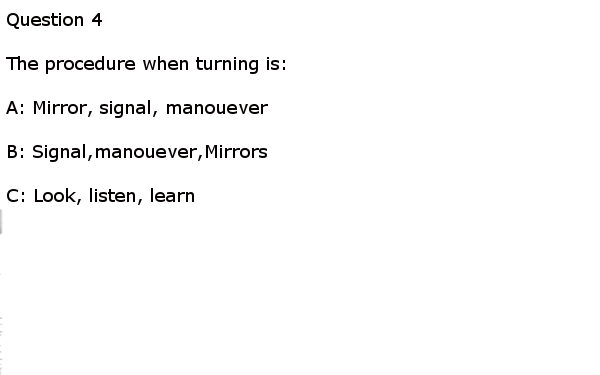 Question 4
The procedure when turning is:
A: Mirror, signal, manouever
B: Signal,manouever,Mirrors
C: Look, listen, learn